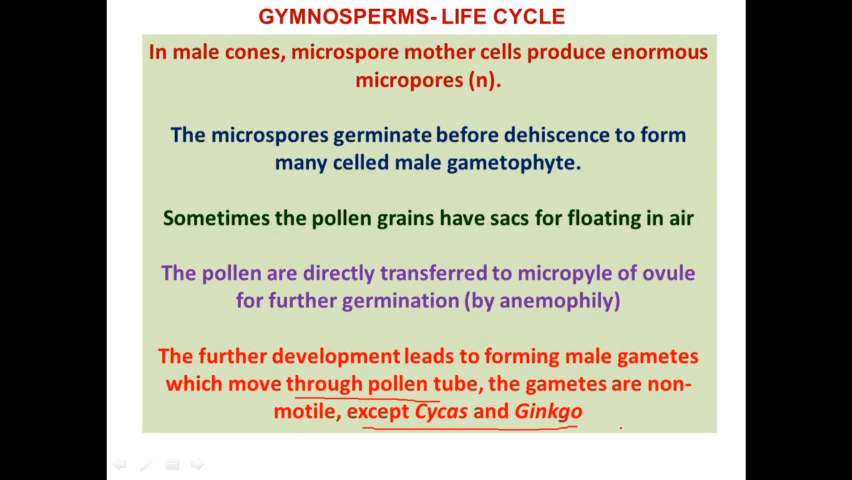 GYMNOSPERMS- LIFE CYCLE
In male cones, microspore mother cells produce enormous
micropores (n).
The microspores germinate before dehiscence to form
many celled male gametophyte.
Sometimes the pollen grains have sacs for floating in air
The pollen are directly transferred to micropyle of ovule
for further germination (by anemophily)
The further development leads to forming male gametes
which move through pollen tube, the gametes are non-
motile, except Cycas and Ginkgo